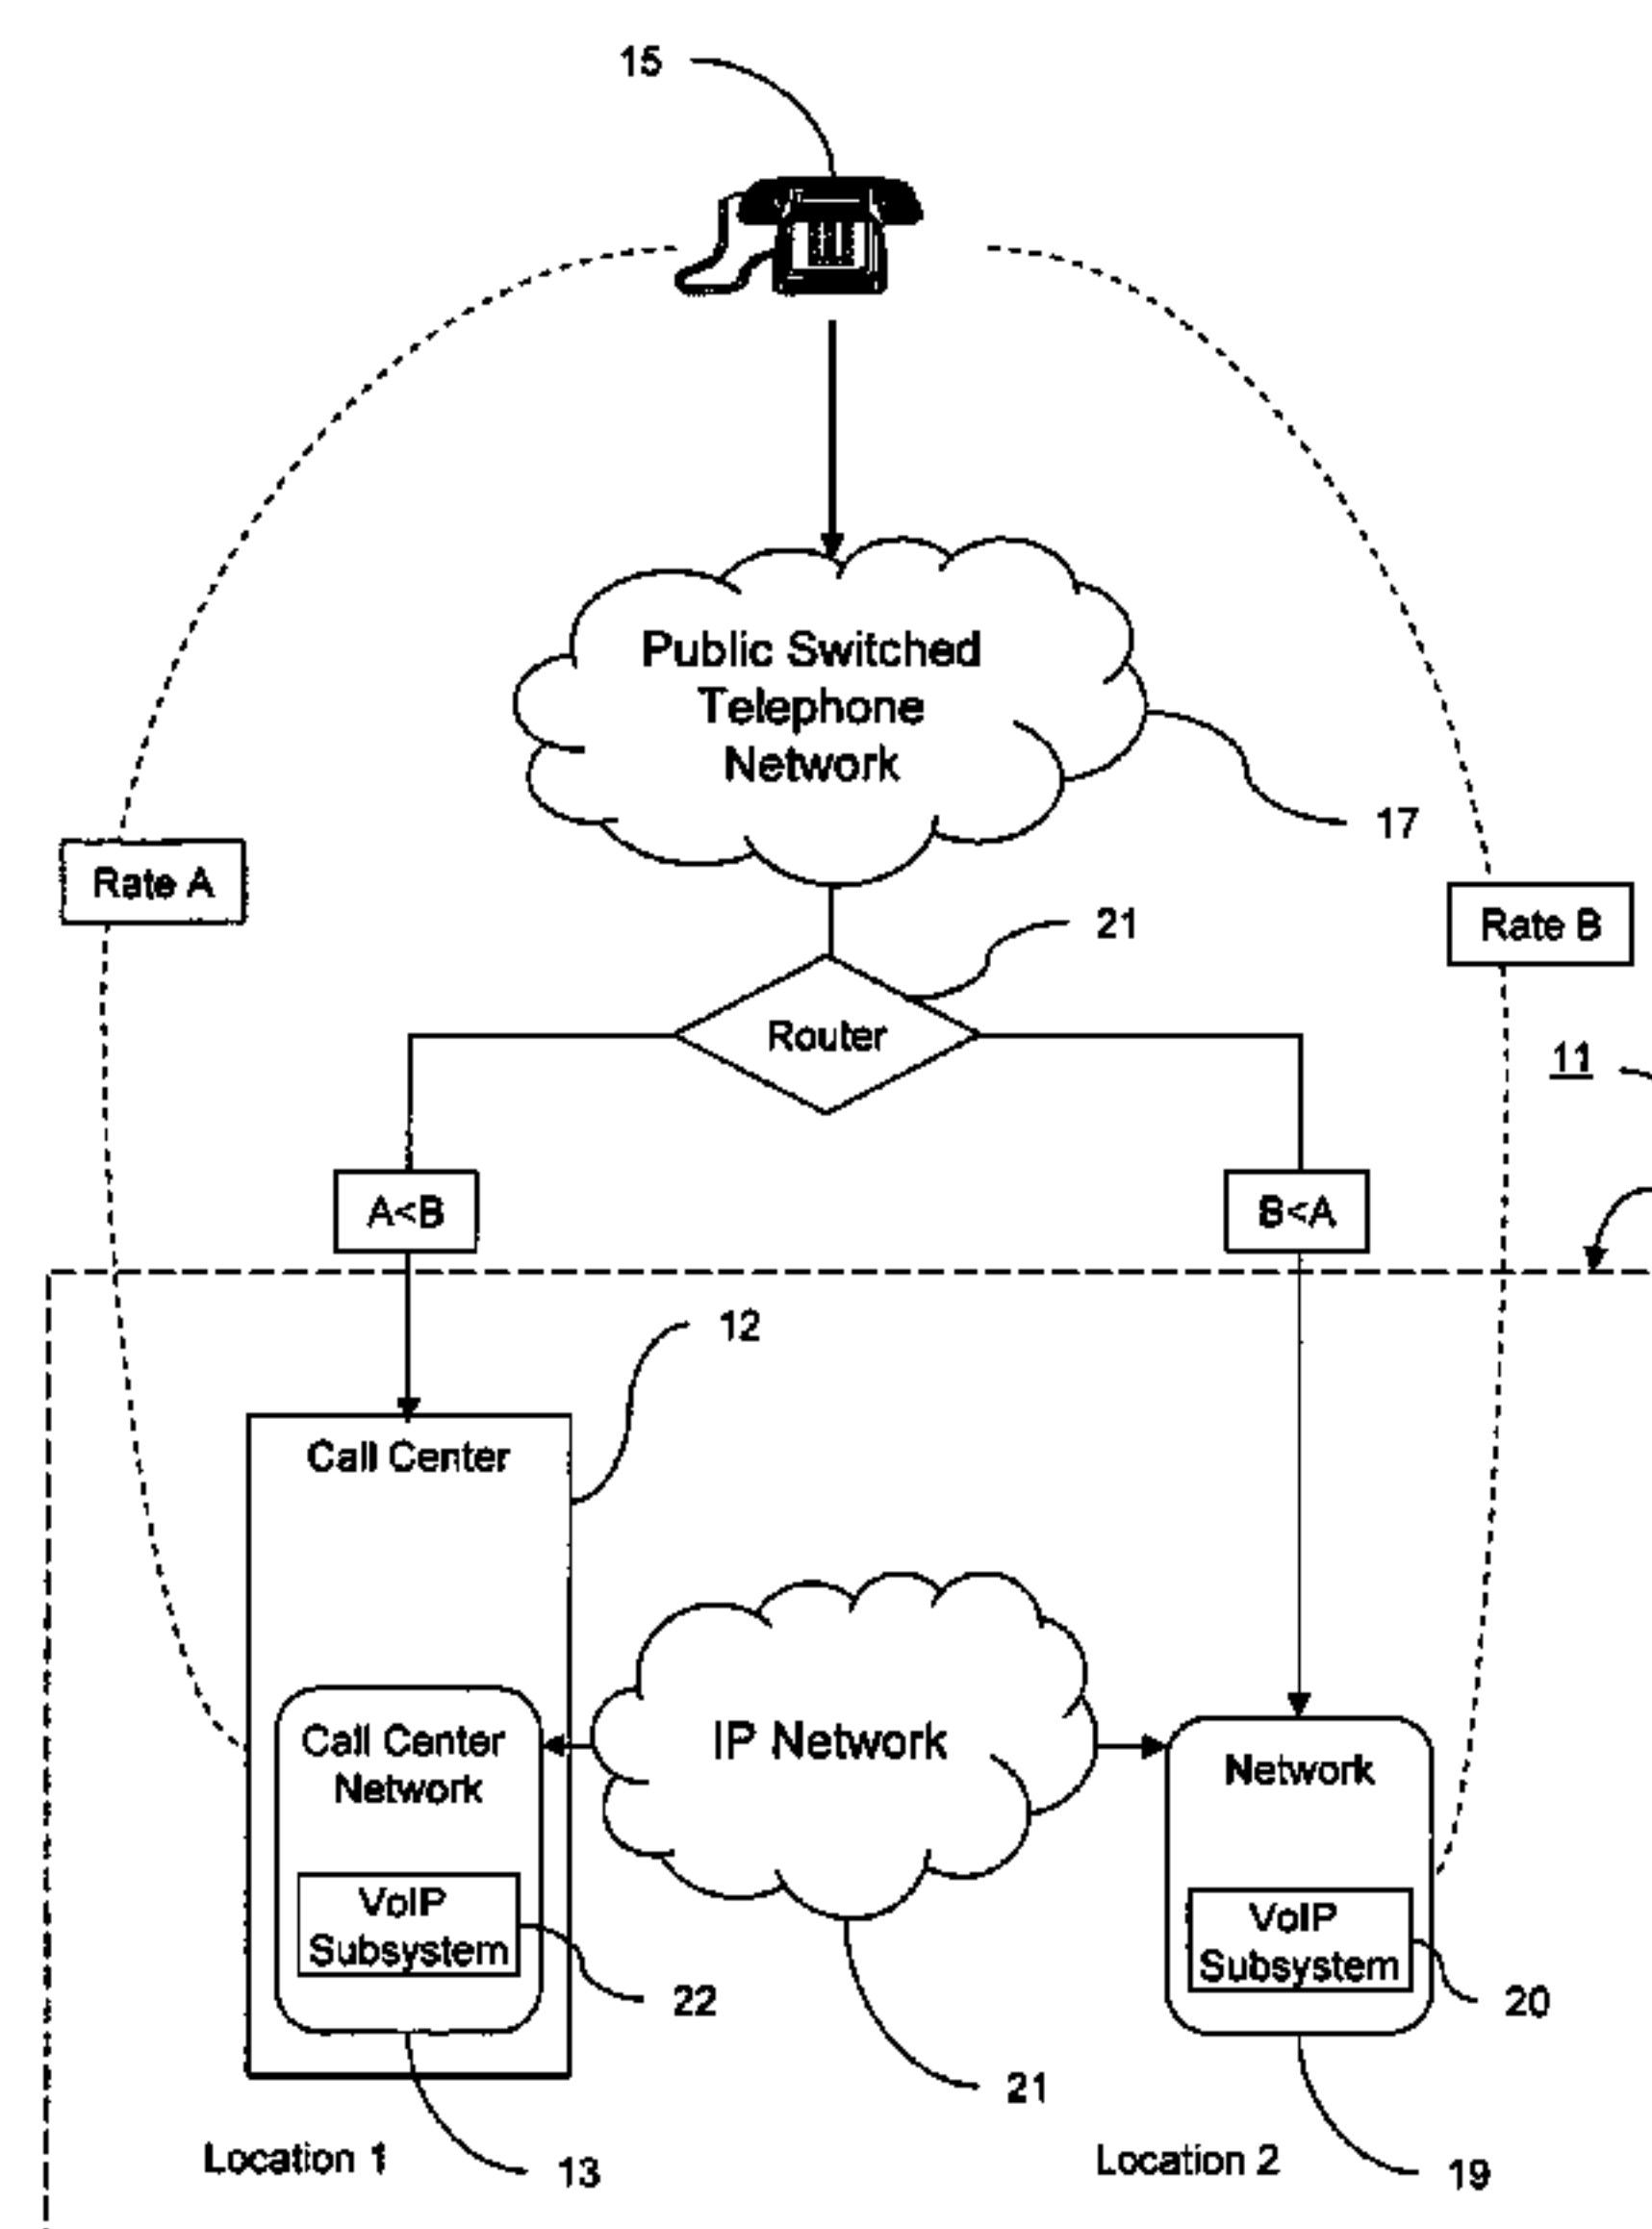 15
Public Switched
Telephone
Network
17
Rate A
Rate B
21
Router
11
A<B
B<A
12
Call Center
Call Center
Network
IP Network
Network
VoIP
Subsystem
VoIP
Subsystem
22
20
21
Location 1
13
Location 2
19